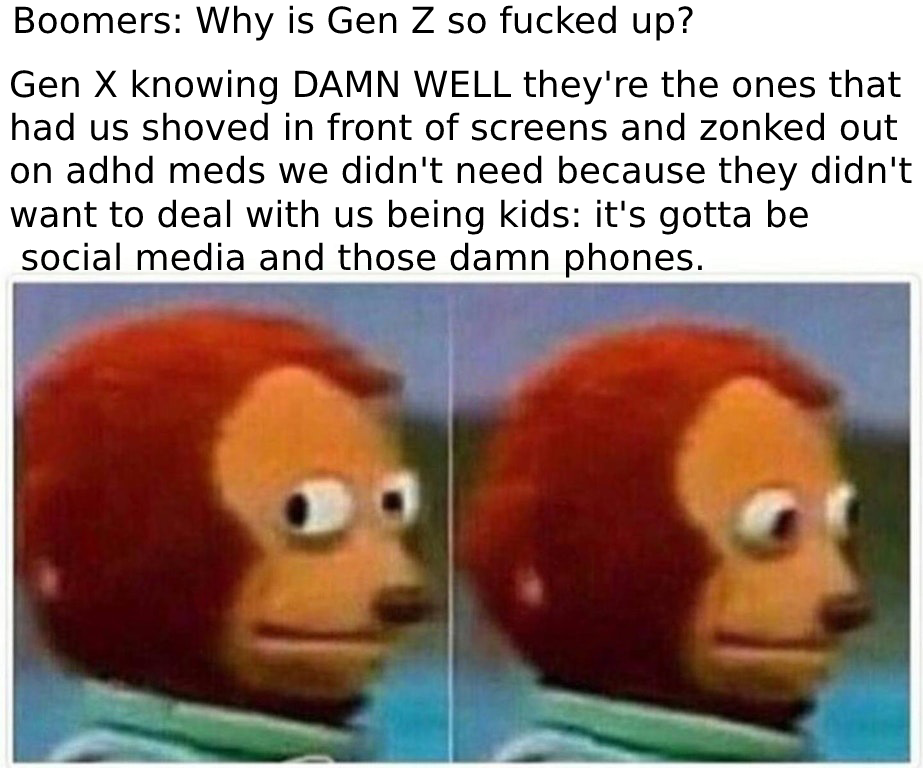 Boomers: Why is Gen Z so fucked up?
Gen X knowing DAMN WELL they're the ones that
had us shoved in front of screens and zonked out
on adhd meds we didn't need because they didn't
want to deal with us being kids: it's gotta be
social media and those damn phones.